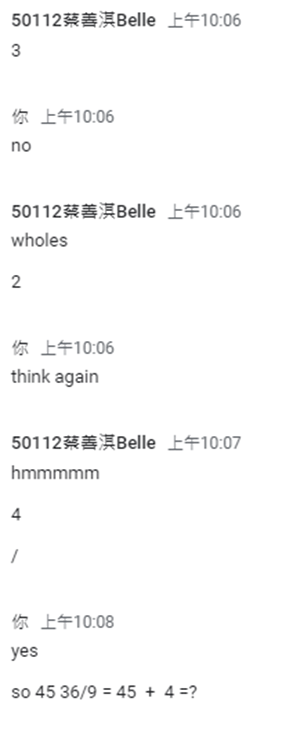 50112蔡善淇Belle 上午10:06
3
你 上午10:06
no
50112蔡善淇Belle 上午10:06
wholes
2
你 上午10:06
think again
50112蔡善淇Belle 上午10:07
hmmmmm
4
/
你 上午10:08
yes
so 45 36/9 = 45 + 4 =?